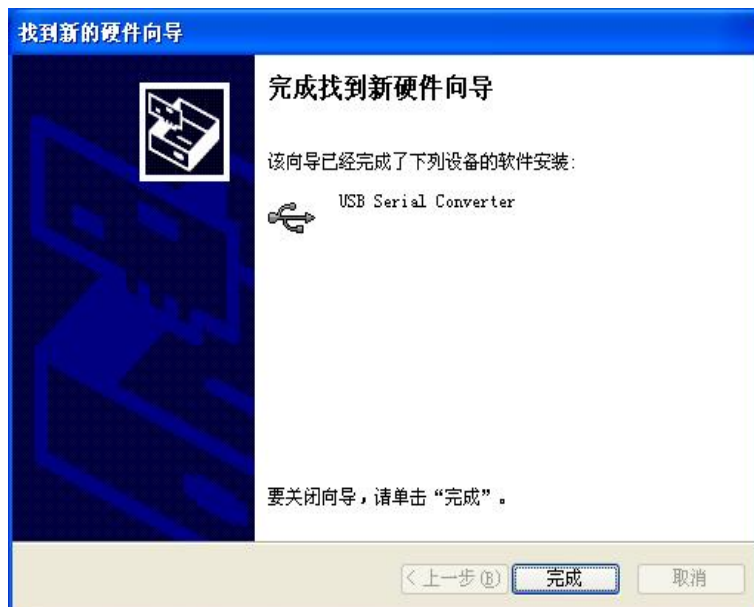 找到新的硬件向导
完成找到新硬件向导
该向导已经完成了下列设备的软件安装:
USB Serial Converter
要关闭向导，请单击“完成”。
< 上一步(B)
完成
取消